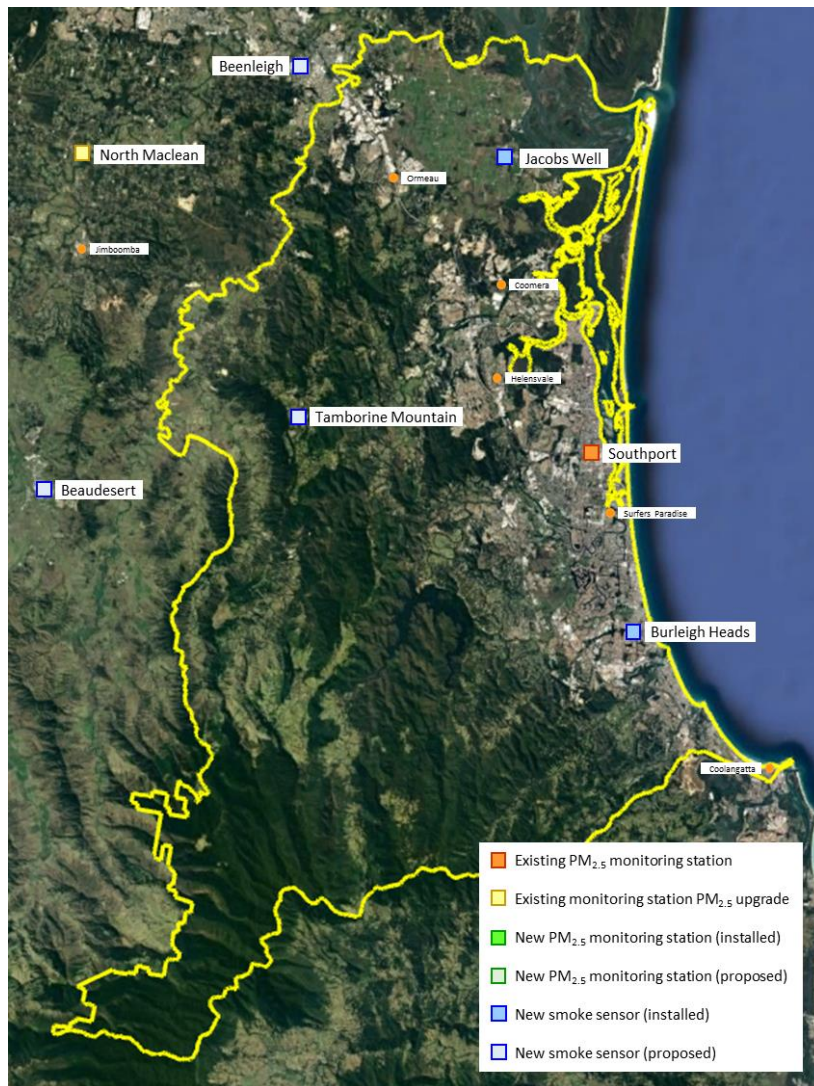 Beenleigh
North Maclean
Jacobs Well
Ormeau
Jimboomba
Coomera
Helensvale
Tamborine Mountain
Southport
Beaudesert
Surfers Paradise
Burleigh Heads
Coolangatta
Existing PM2.5 monitoring station
Existing monitoring station PM2.5 upgrade
New PM2.5 monitoring station (installed)
New PM2.5 monitoring station (proposed)
New smoke sensor (installed)
New smoke sensor (proposed)